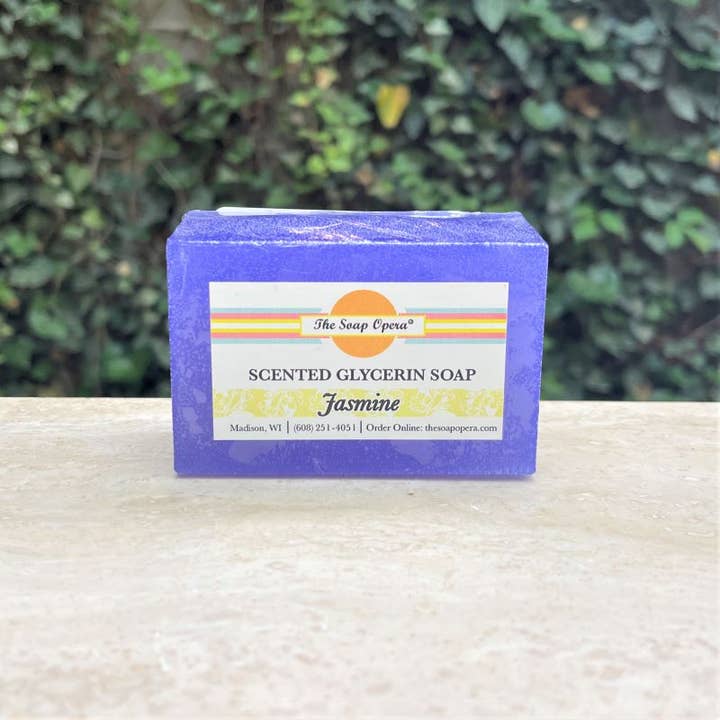 The Soap Opera®
SCENTED GLYCERIN SOAP
Jasmine
Madison, WI | (608) 251-4051 | Order Online: thesoapopera.com